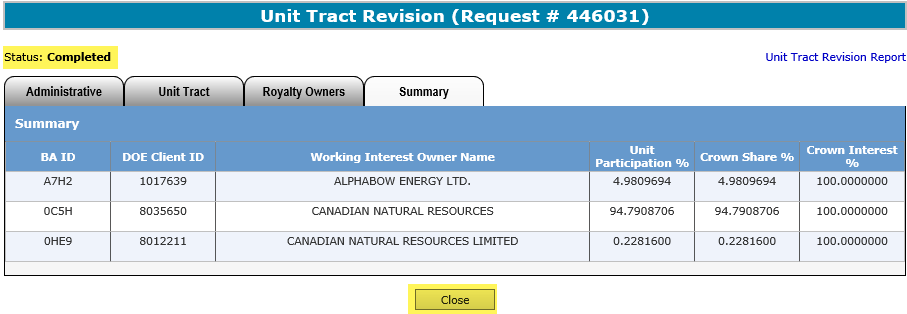 Unit Tract Revision (Request # 446031)
Status: Completed
Unit Tract Revision Report
Administrative Unit Tract Royalty Owners Summary
Summary
BA ID DOE Client ID Working Interest Owner Name Unit Participation % Crown Share % Crown Interest %
A7H2 1017639 ALPHABOW ENERGY LTD. 4.9809694 4.9809694 100.0000000
0C5H 8035650 CANADIAN NATURAL RESOURCES 94.7908706 94.7908706 100.0000000
0HE9 8012211 CANADIAN NATURAL RESOURCES LIMITED 0.2281600 0.2281600 100.0000000
Close